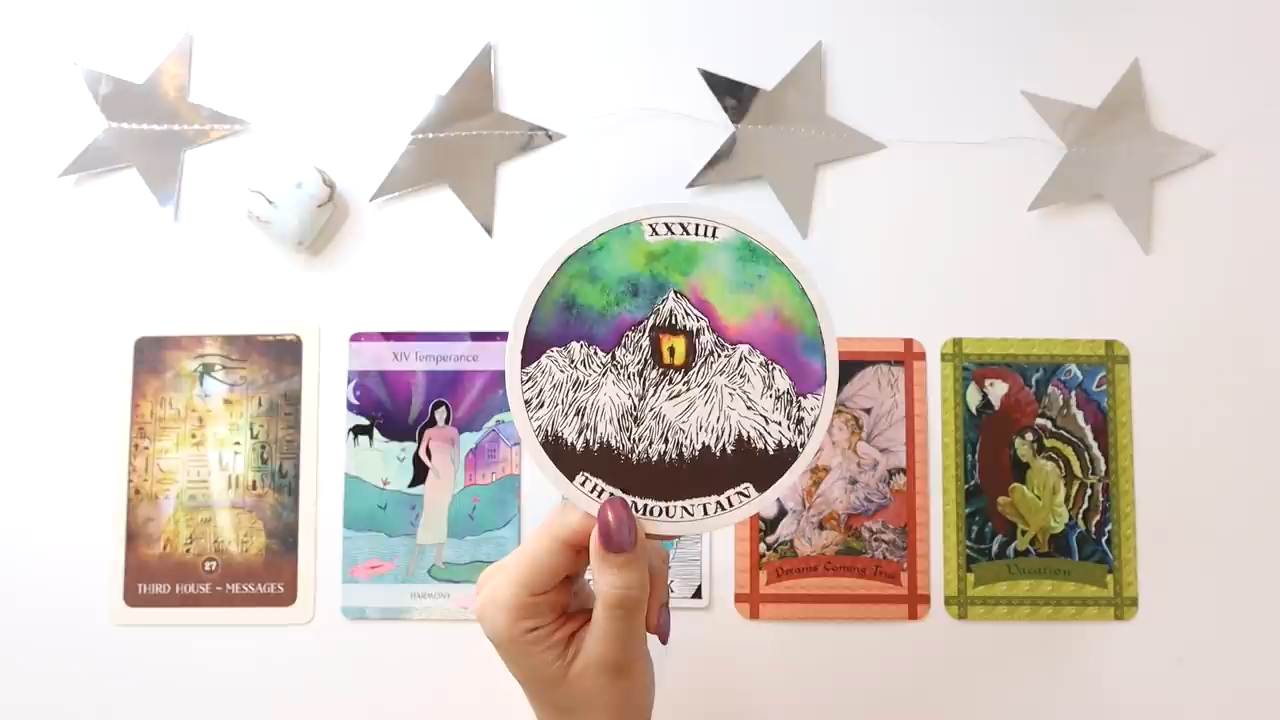 XXXIII
THE MOUNTAIN
27
THIRD HOUSE ~ MESSAGES
XIV Temperance
HARMONY
K
Dreams Coming True
Vacation